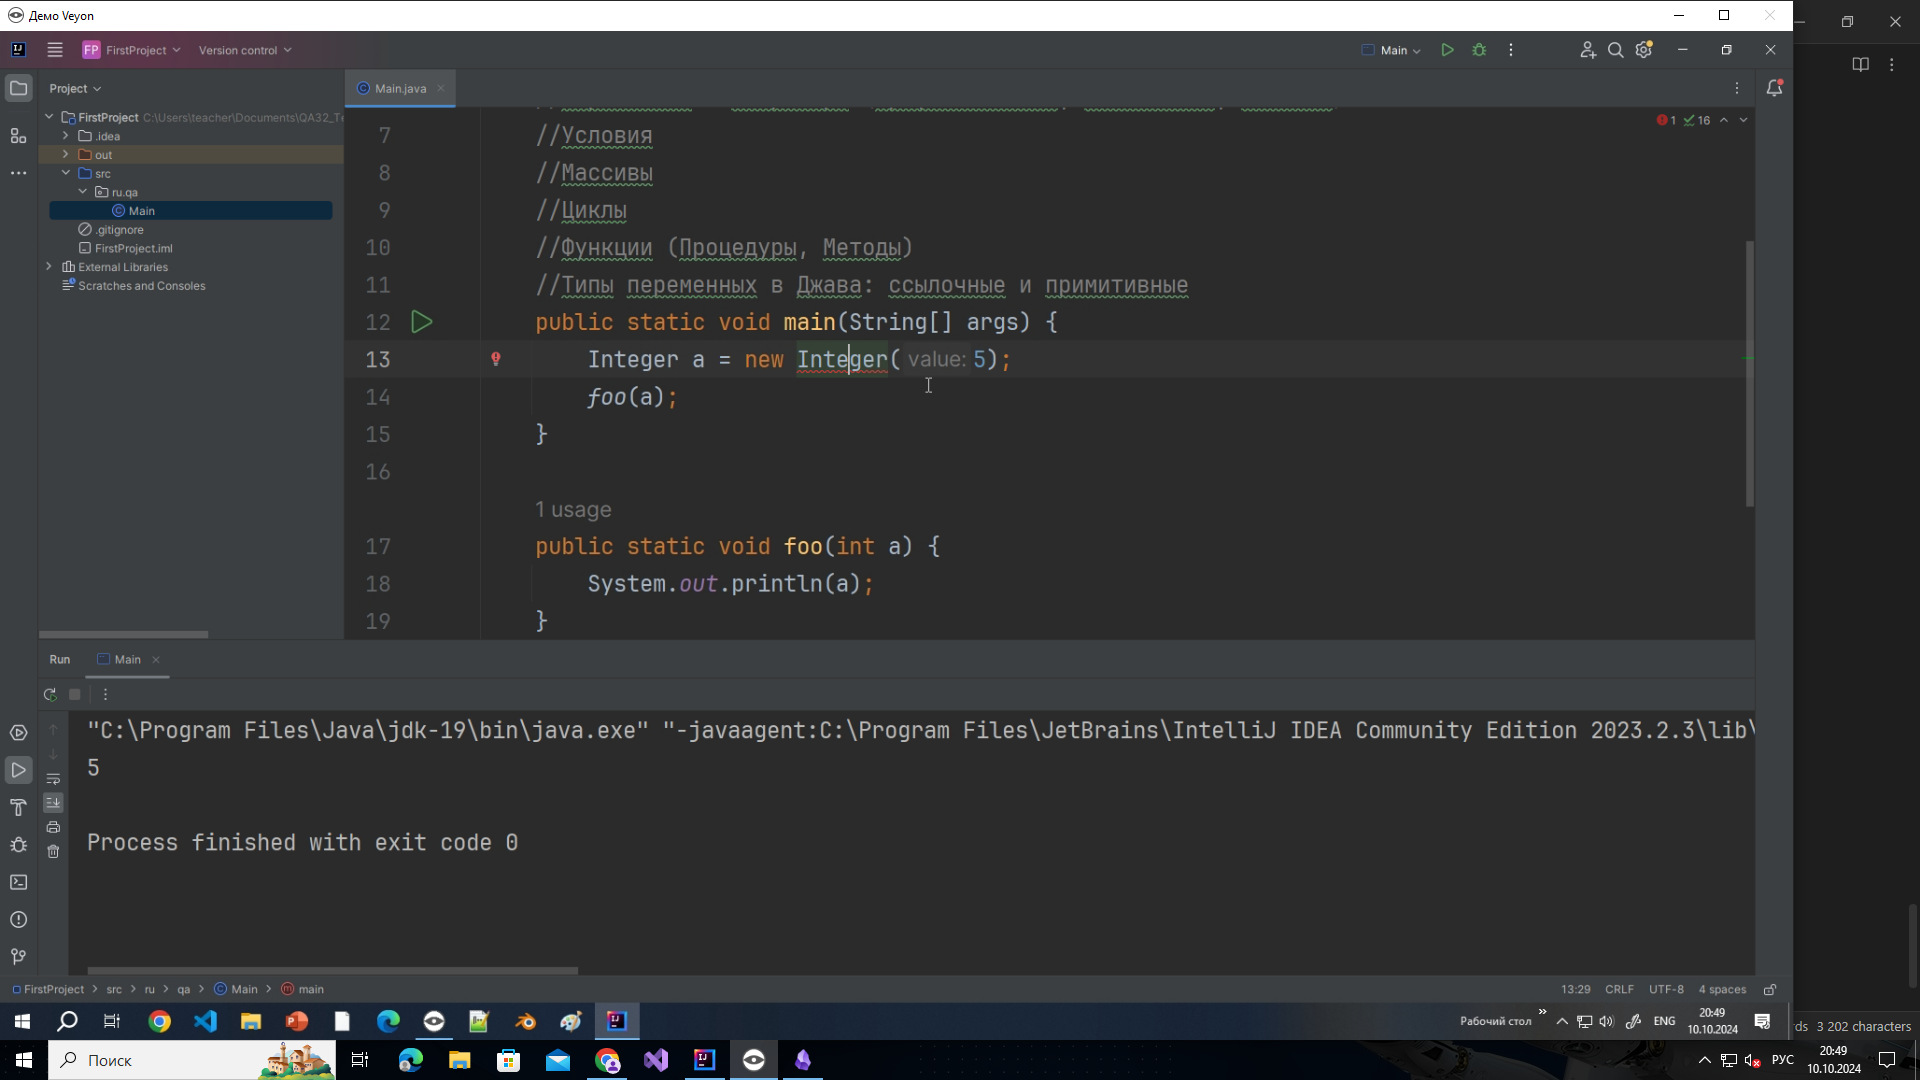 Демо Veyon
FP FirstProject Version control Main
Project Main.java
FirstProject C:\Users\teacher\Documents\QA32_Te
.idea
out
src
ru.qa
Main
.gitignore
FirstProject.iml
External Libraries
Scratches and Consoles
1 16
7 //Условия
8 //Массивы
9 //Циклы
10 //Функции (Процедуры, Методы)
11 //Типы переменных в Джава: ссылочные и примитивные
12 public static void main(String[] args) {
13 Integer a = new Integer( value: 5);
14 foo(a);
15 }
16
1 usage
17 public static void foo(int a) {
18 System.out.println(a);
19 }
Run Main
"C:\Program Files\Java\jdk-19\bin\java.exe" "-javaagent:C:\Program Files\JetBrains\IntelliJ IDEA Community Edition 2023.2.3\lib\
5
Process finished with exit code 0
FirstProject > src > ru > qa > Main > main 13:29 CRLF UTF-8 4 spaces
Рабочий стол ENG 20:49
10.10.2024
3 202 characters
Поиск РУС 20:49
10.10.2024